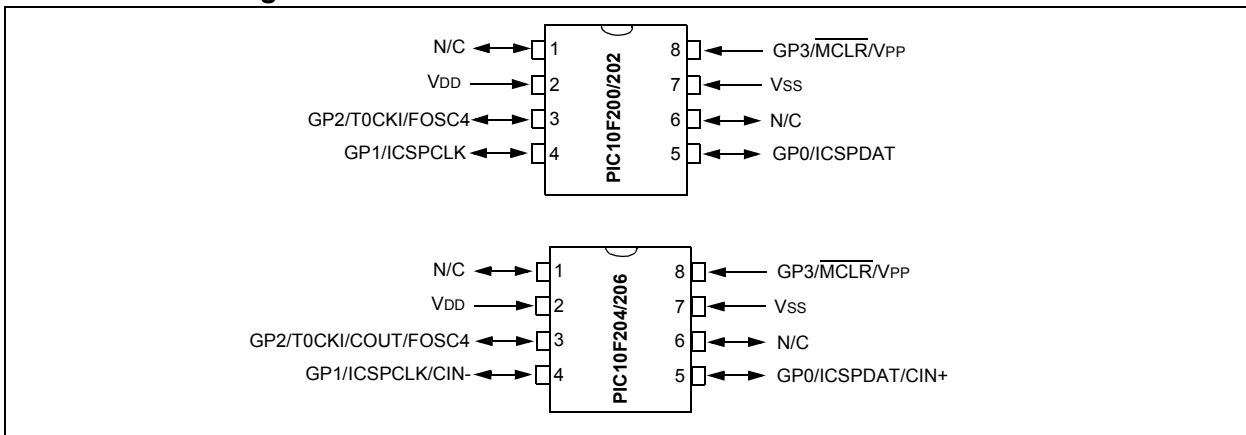 N/C 1 8 GP3/MCLR/VPP
VDD 2 7 VSS
GP2/T0CKI/FOSC4 3 6 N/C
GP1/ICSPCLK 4 5 GP0/ICSPDAT
PIC10F200/202
N/C 1 8 GP3/MCLR/VPP
VDD 2 7 VSS
GP2/T0CKI/COUT/FOSC4 3 6 N/C
GP1/ICSPCLK/CIN- 4 5 GP0/ICSPDAT/CIN+
PIC10F204/206